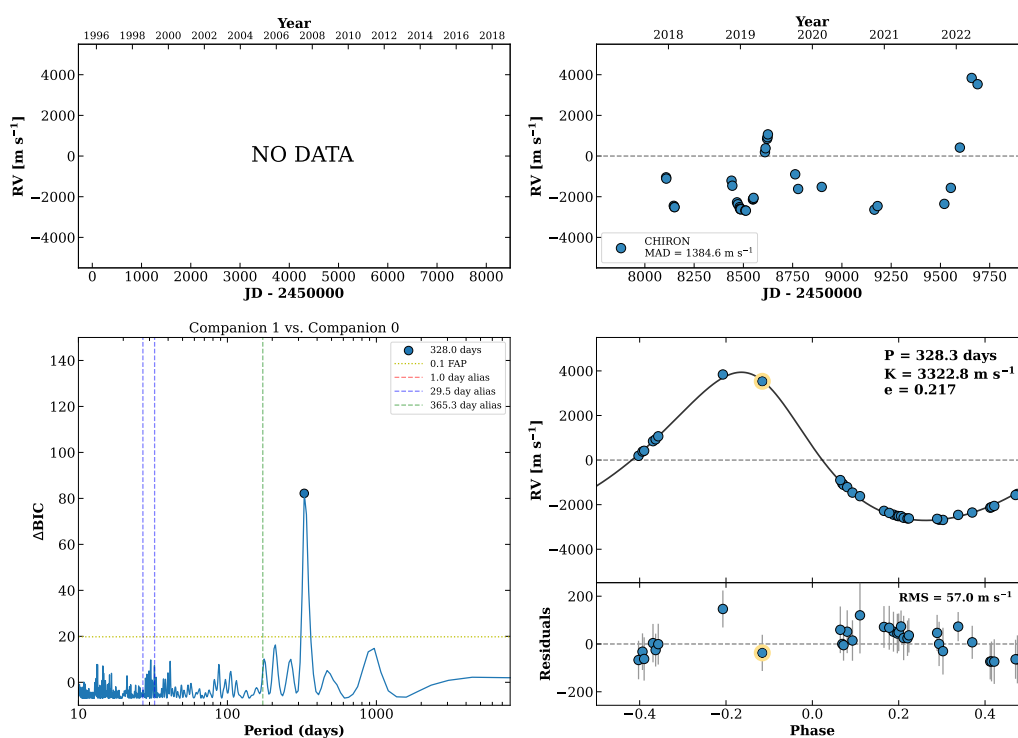 Year
1996 1998 2000 2002 2004 2006 2008 2010 2012 2014 2016 2018
4000
2000
0
−2000
−4000
RV [m s⁻¹]
NO DATA
0 1000 2000 3000 4000 5000 6000 7000 8000
JD - 2450000
Year
2018 2019 2020 2021 2022
4000
2000
0
−2000
−4000
RV [m s⁻¹]
CHIRON
MAD = 1384.6 m s⁻¹
8000 8250 8500 8750 9000 9250 9500 9750
JD - 2450000
Companion 1 vs. Companion 0
140
120
100
80
60
40
20
0
ΔBIC
328.0 days
0.1 FAP
1.0 day alias
29.5 day alias
365.3 day alias
10 100 1000
Period (days)
4000
2000
0
−2000
−4000
RV [m s⁻¹]
P = 328.3 days
K = 3322.8 m s⁻¹
e = 0.217
200
0
−200
Residuals
RMS = 57.0 m s⁻¹
−0.4 −0.2 0.0 0.2 0.4
Phase